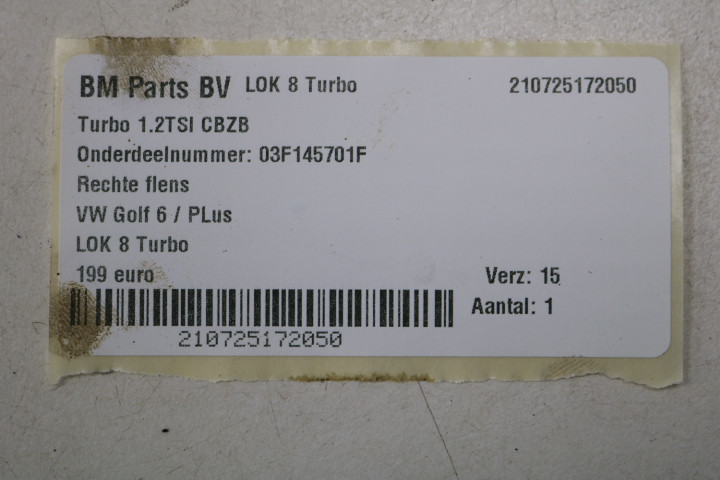 BM Parts BV LOK 8 Turbo 210725172050
Turbo 1.2TSI CBZB
Onderdeelnummer: 03F145701F
Rechte flens
VW Golf 6 / PLus
LOK 8 Turbo
199 euro Verz: 15
Aantal: 1
210725172050